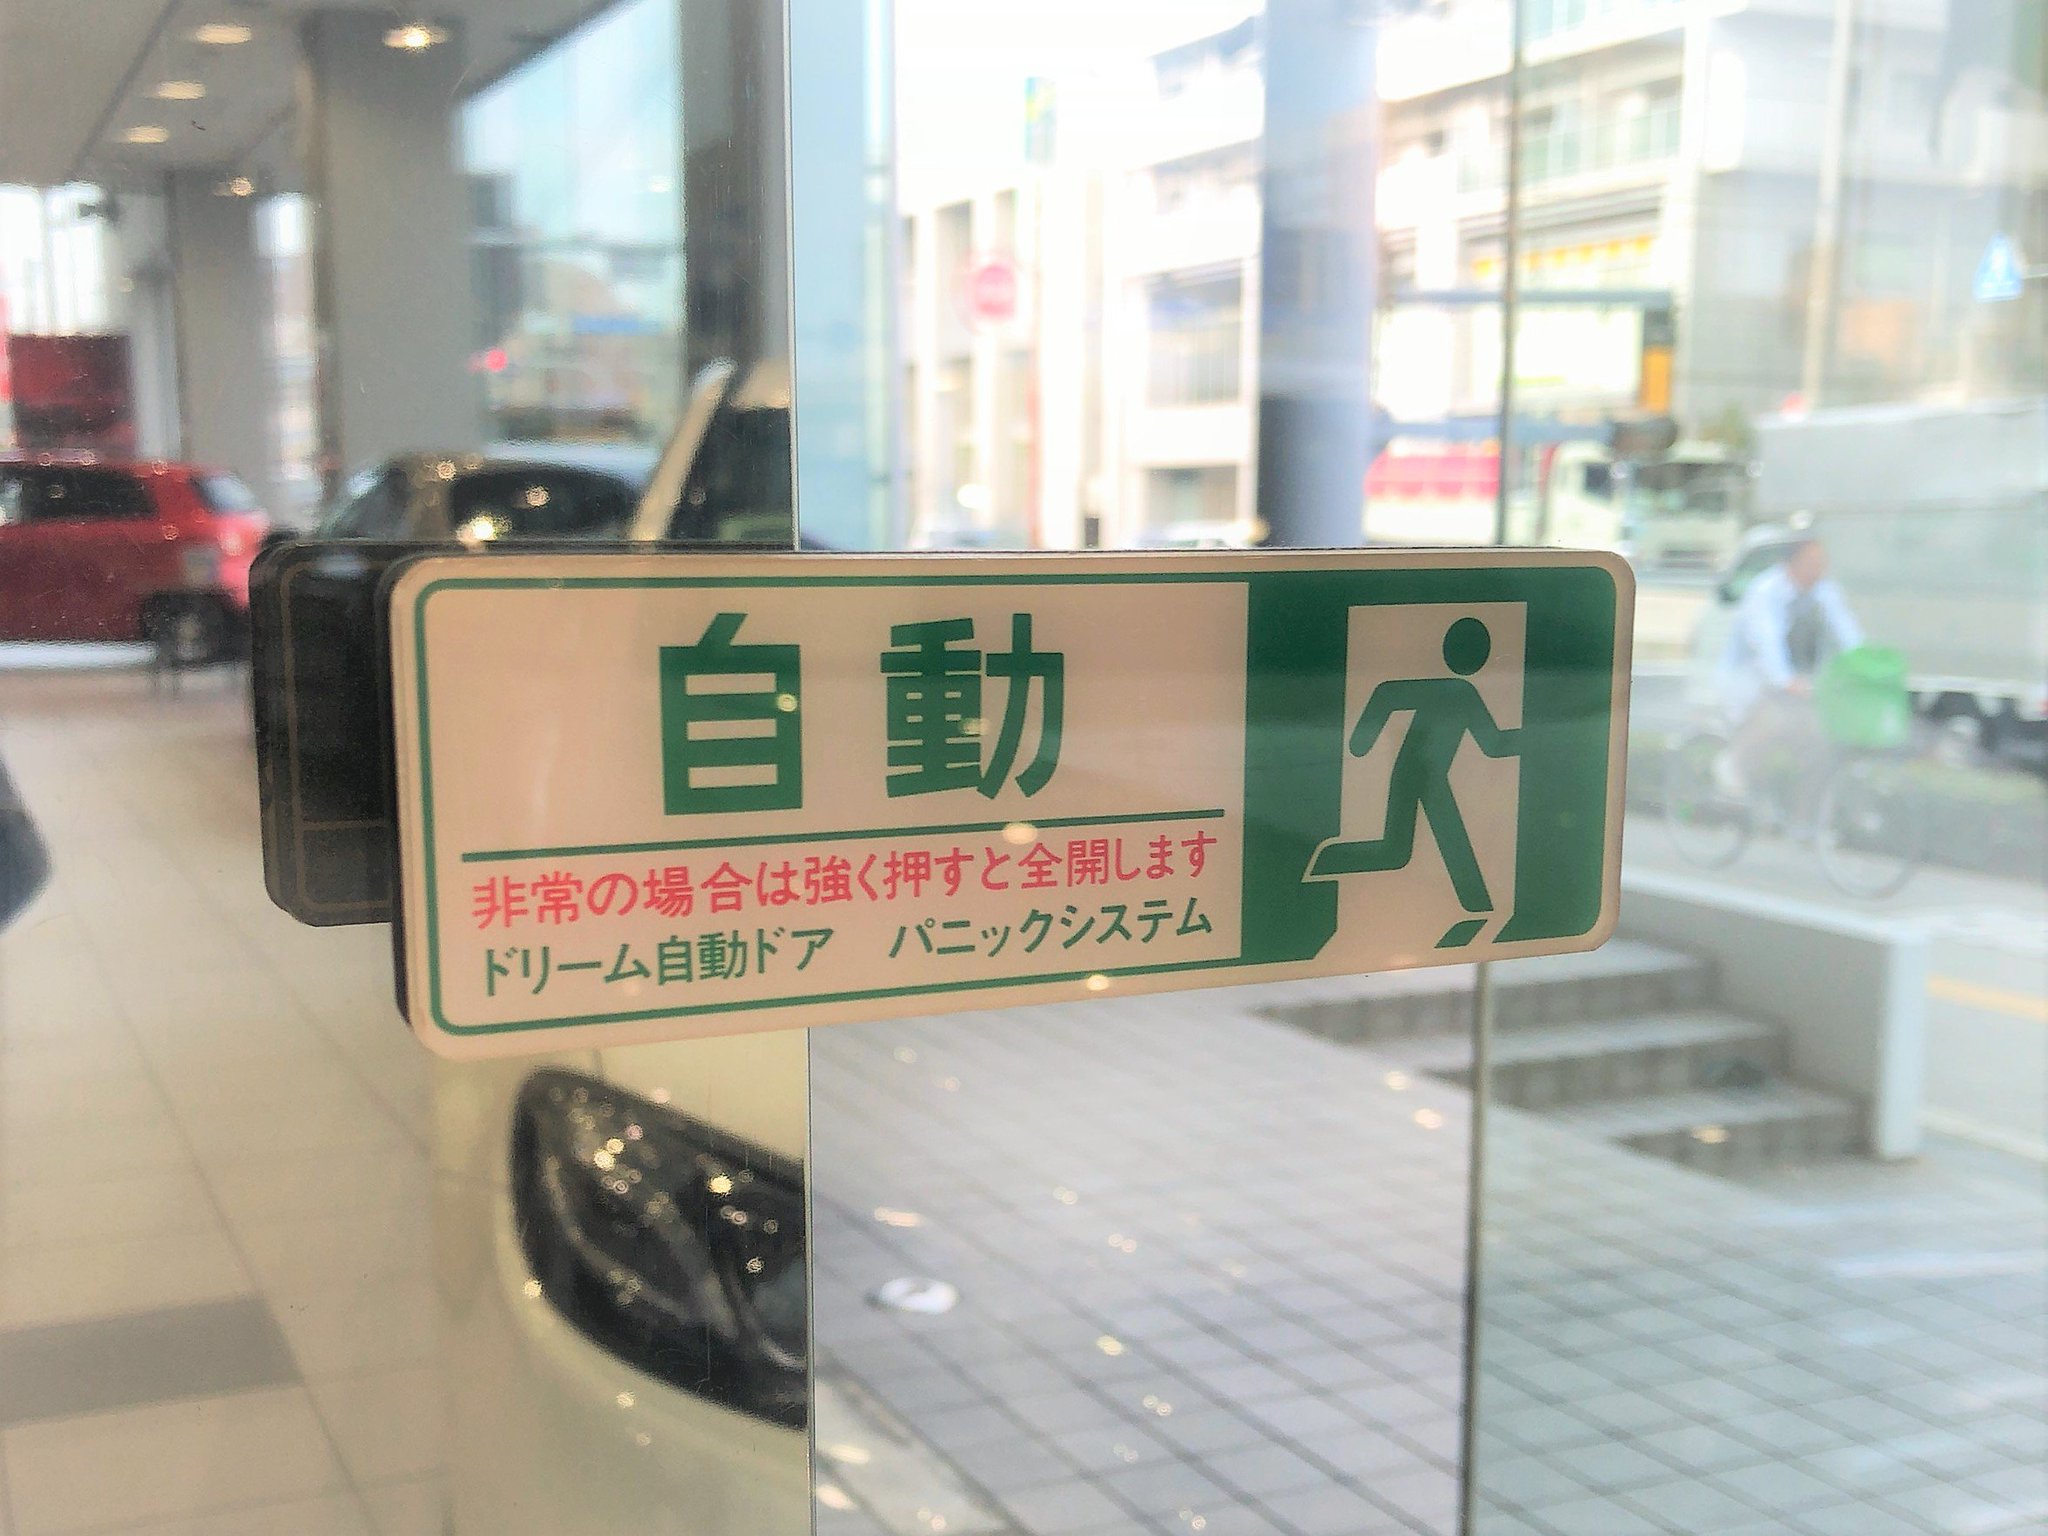 自動
非常の場合は強く押すと全開します
ドリーム自動ドア　パニックシステム